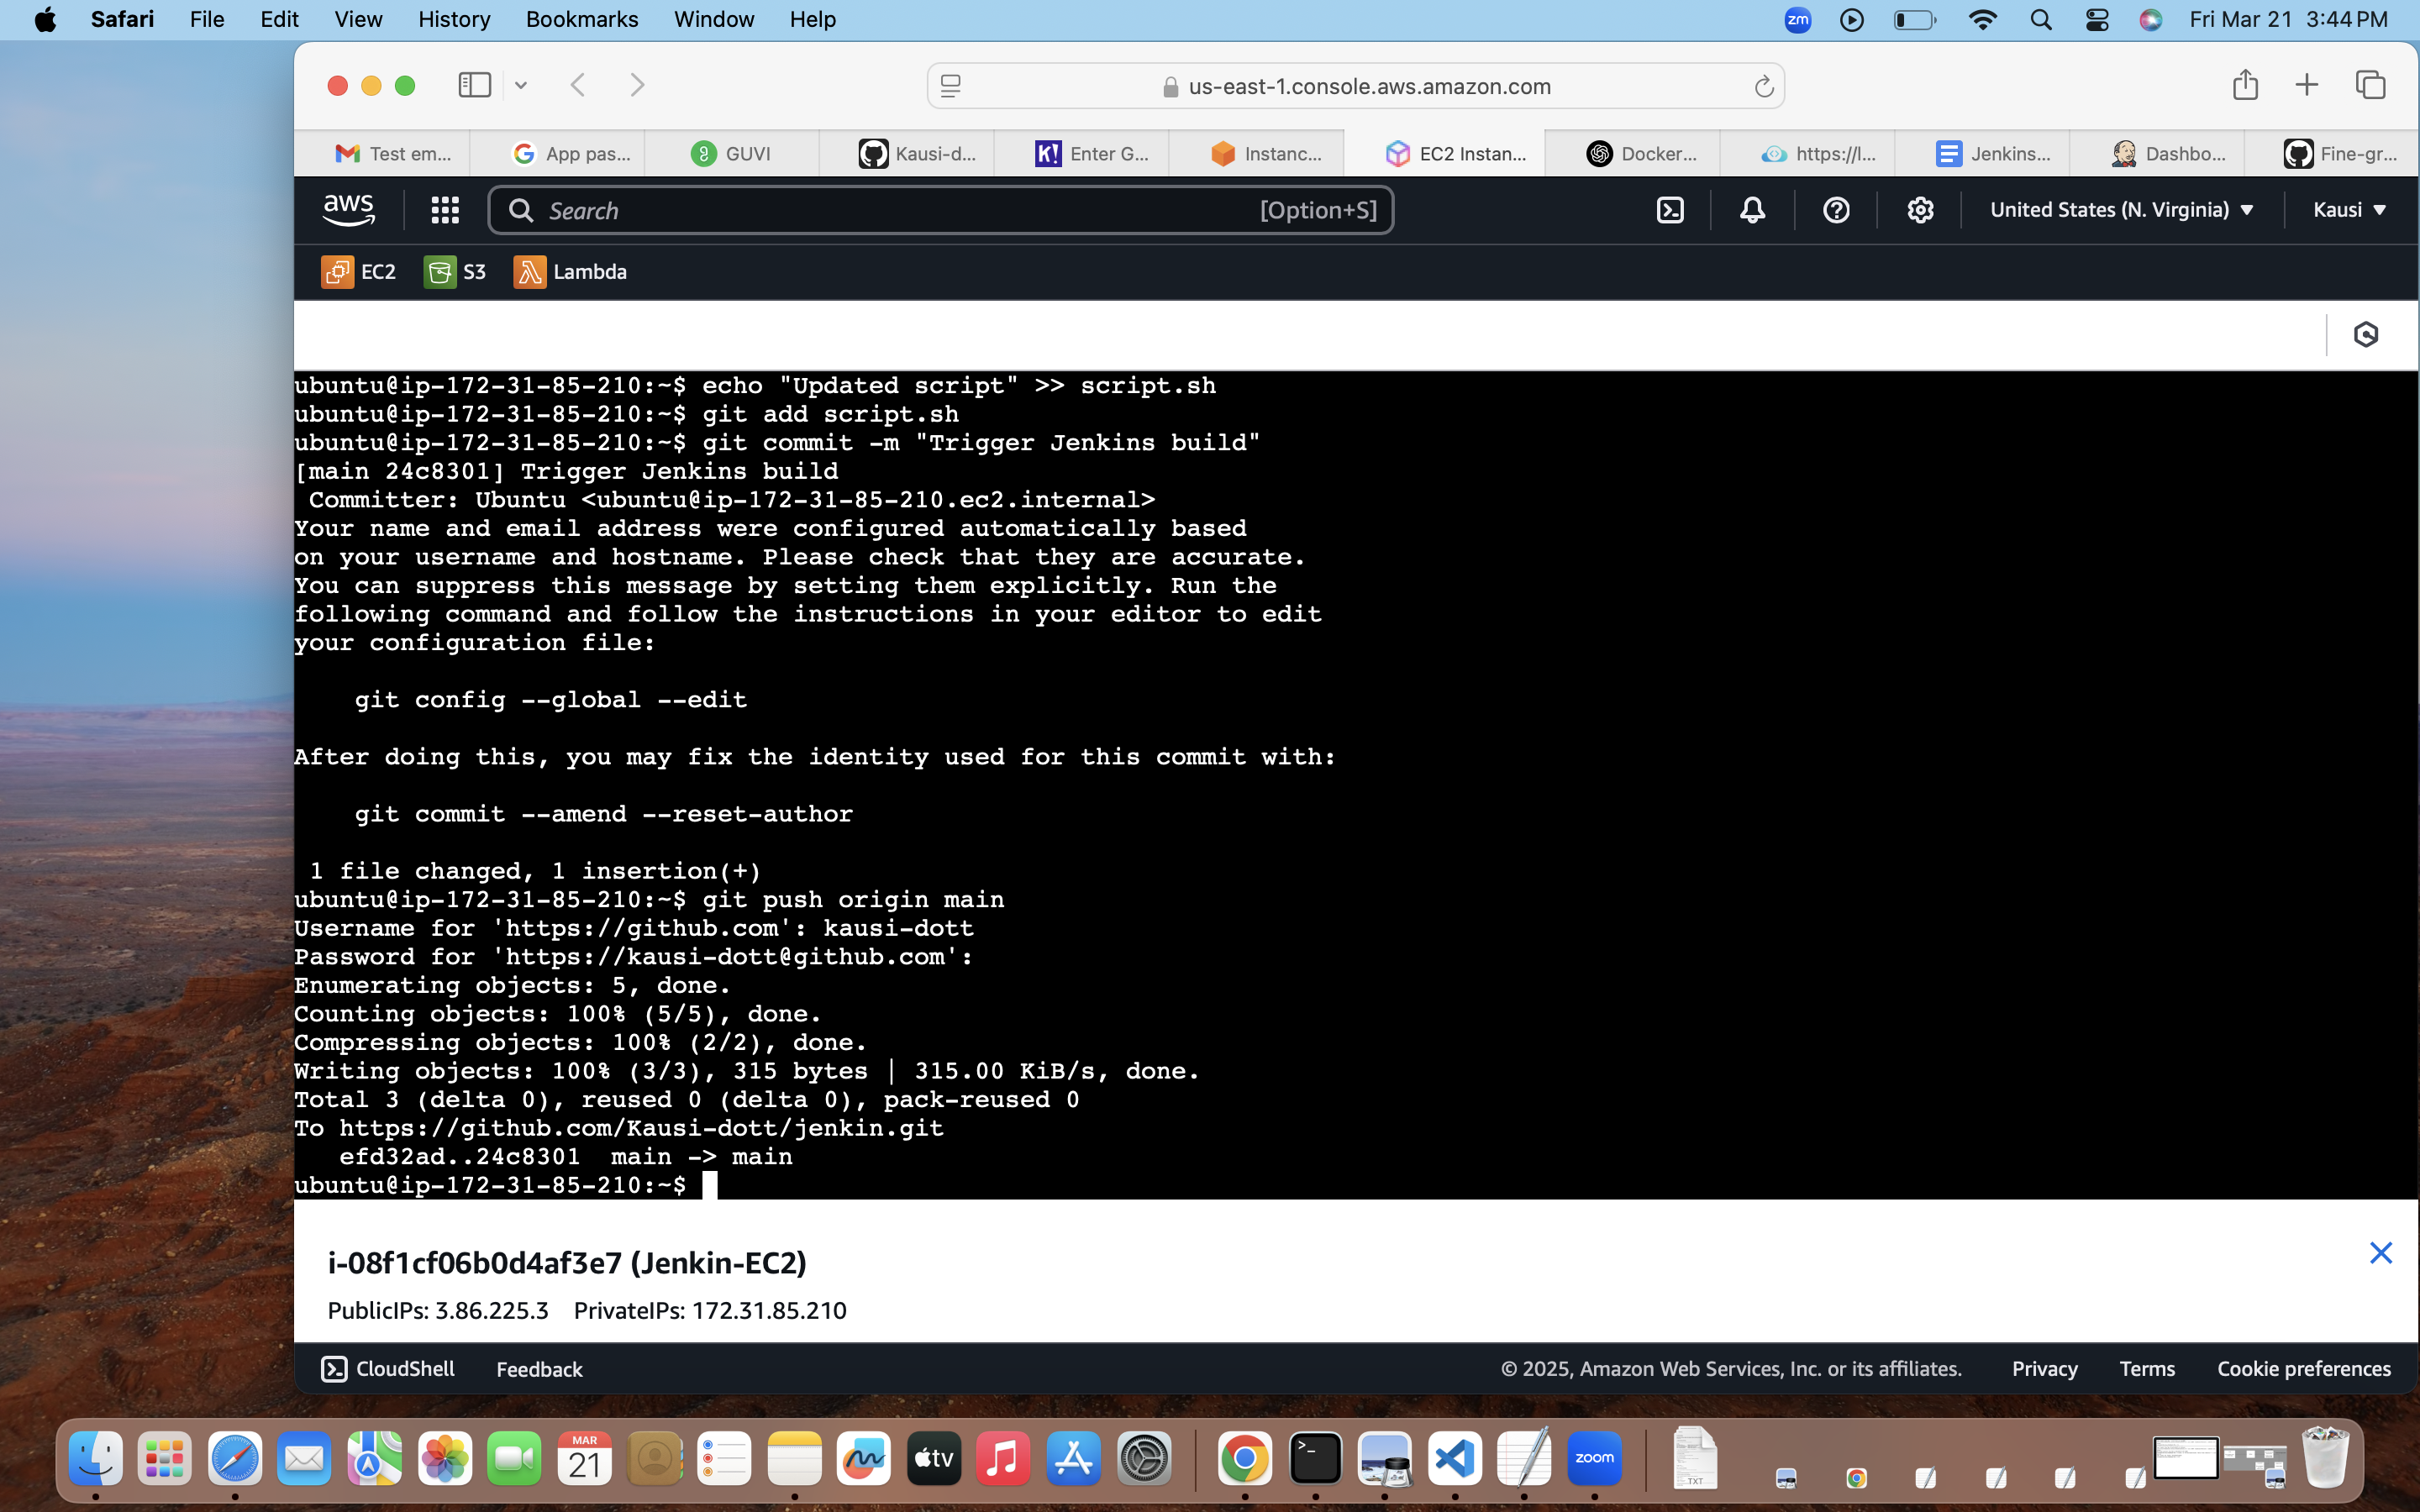 Safari File Edit View History Bookmarks Window Help zm Fri Mar 21 3:44 PM
us-east-1.console.aws.amazon.com
Test em... App pas... GUVI Kausi-d... K! Enter G... Instanc... EC2 Instan... Docker... https://l... Jenkins... Dashbo... Fine-gr...
aws Search [Option+S] United States (N. Virginia) Kausi
EC2 S3 Lambda
ubuntu@ip-172-31-85-210:~$ echo "Updated script" >> script.sh
ubuntu@ip-172-31-85-210:~$ git add script.sh
ubuntu@ip-172-31-85-210:~$ git commit -m "Trigger Jenkins build"
[main 24c8301] Trigger Jenkins build
Committer: Ubuntu <ubuntu@ip-172-31-85-210.ec2.internal>
Your name and email address were configured automatically based
on your username and hostname. Please check that they are accurate.
You can suppress this message by setting them explicitly. Run the
following command and follow the instructions in your editor to edit
your configuration file:
git config --global --edit
After doing this, you may fix the identity used for this commit with:
git commit --amend --reset-author
1 file changed, 1 insertion(+)
ubuntu@ip-172-31-85-210:~$ git push origin main
Username for 'https://github.com': kausi-dott
Password for 'https://kausi-dott@github.com':
Enumerating objects: 5, done.
Counting objects: 100% (5/5), done.
Compressing objects: 100% (2/2), done.
Writing objects: 100% (3/3), 315 bytes | 315.00 KiB/s, done.
Total 3 (delta 0), reused 0 (delta 0), pack-reused 0
To https://github.com/Kausi-dott/jenkin.git
efd32ad..24c8301 main -> main
ubuntu@ip-172-31-85-210:~$
i-08f1cf06b0d4af3e7 (Jenkin-EC2)
PublicIPs: 3.86.225.3 PrivateIPs: 172.31.85.210
CloudShell Feedback © 2025, Amazon Web Services, Inc. or its affiliates. Privacy Terms Cookie preferences
MAR
21 tv zoom TXT